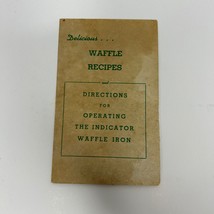 Delicious . . .
WAFFLE
RECIPES
and
DIRECTIONS
FOR
OPERATING
THE INDICATOR
WAFFLE IRON